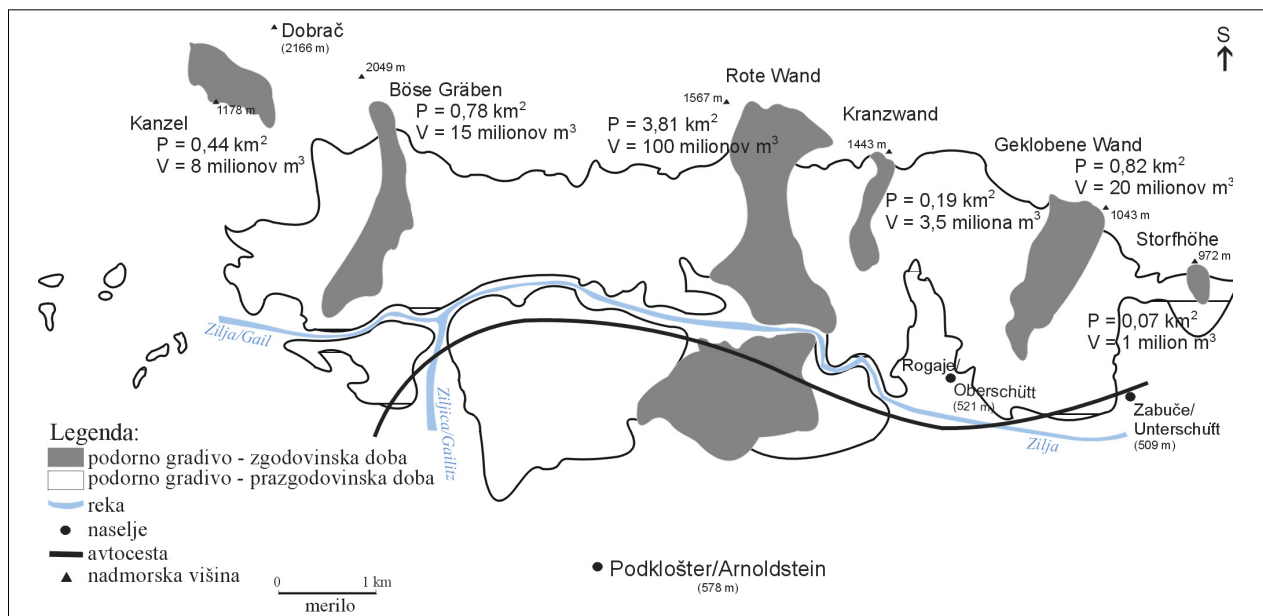 Dobrač
(2166 m)
S
2049 m
1178 m
Kanzel
P = 0,44 km²
V = 8 milionov m³
Böse Gräben
P = 0,78 km²
V = 15 milionov m³
Rote Wand
1567 m
P = 3,81 km²
V = 100 milionov m³
Kranzwand
1443 m
P = 0,19 km²
V = 3,5 miliona m³
Geklobene Wand
P = 0,82 km²
V = 20 milionov m³
1043 m
Storfhöhe
972 m
P = 0,07 km²
V = 1 milion m³
Zilja/Gail
Ziljica/Gailitz
Rogaje/
Oberschütt
(521 m)
Zabuče/
Unterschütt
(509 m)
Zilja
Legenda:
podorno gradivo - zgodovinska doba
podorno gradivo - prazgodovinska doba
reka
naselje
avtocesta
nadmorska višina
0 1 km
merilo
Podklošter/Arnoldstein
(578 m)